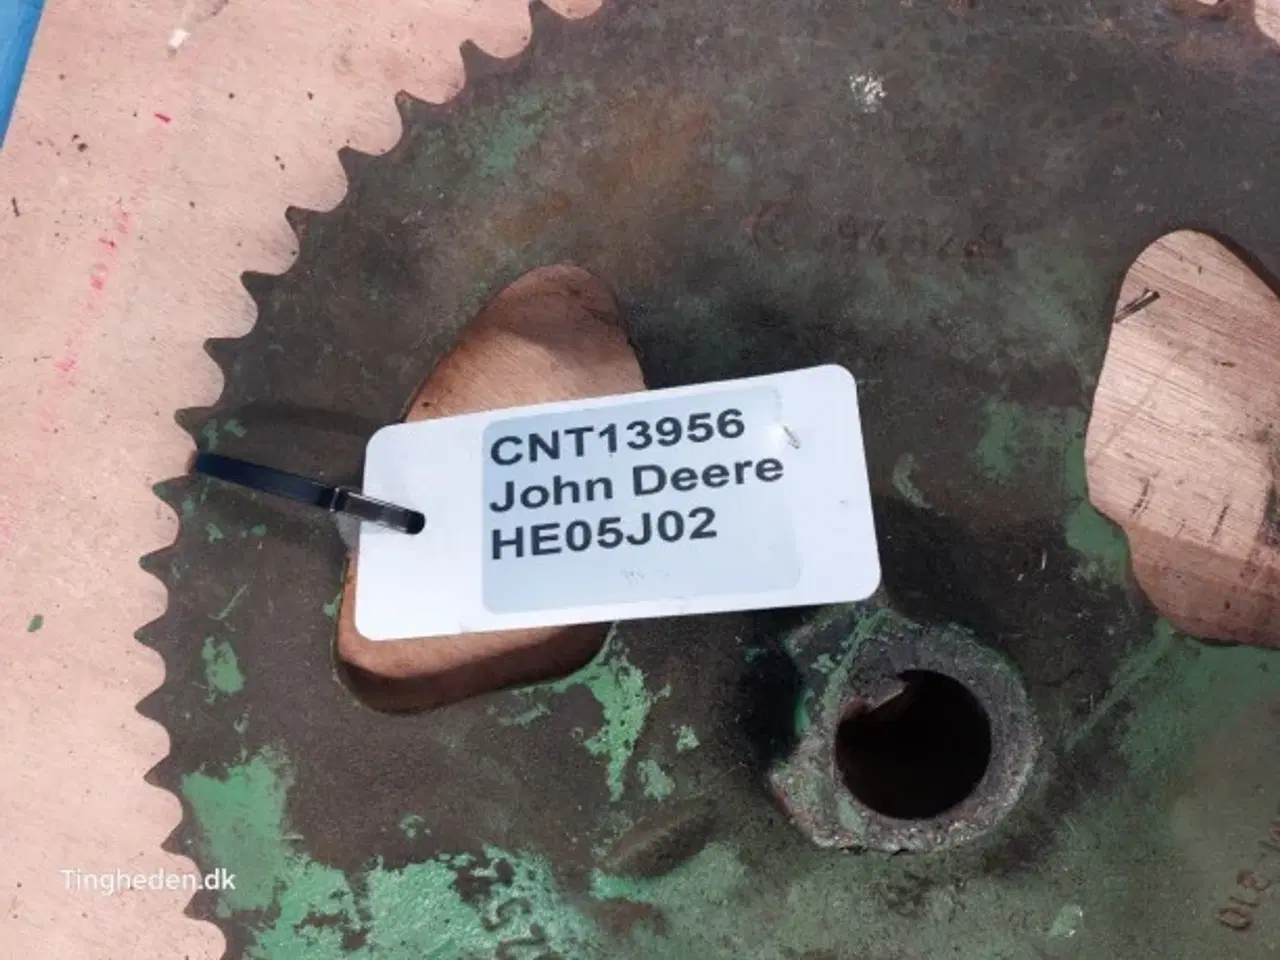 CNT13956
John Deere
HE05J02
Tingheden.dk